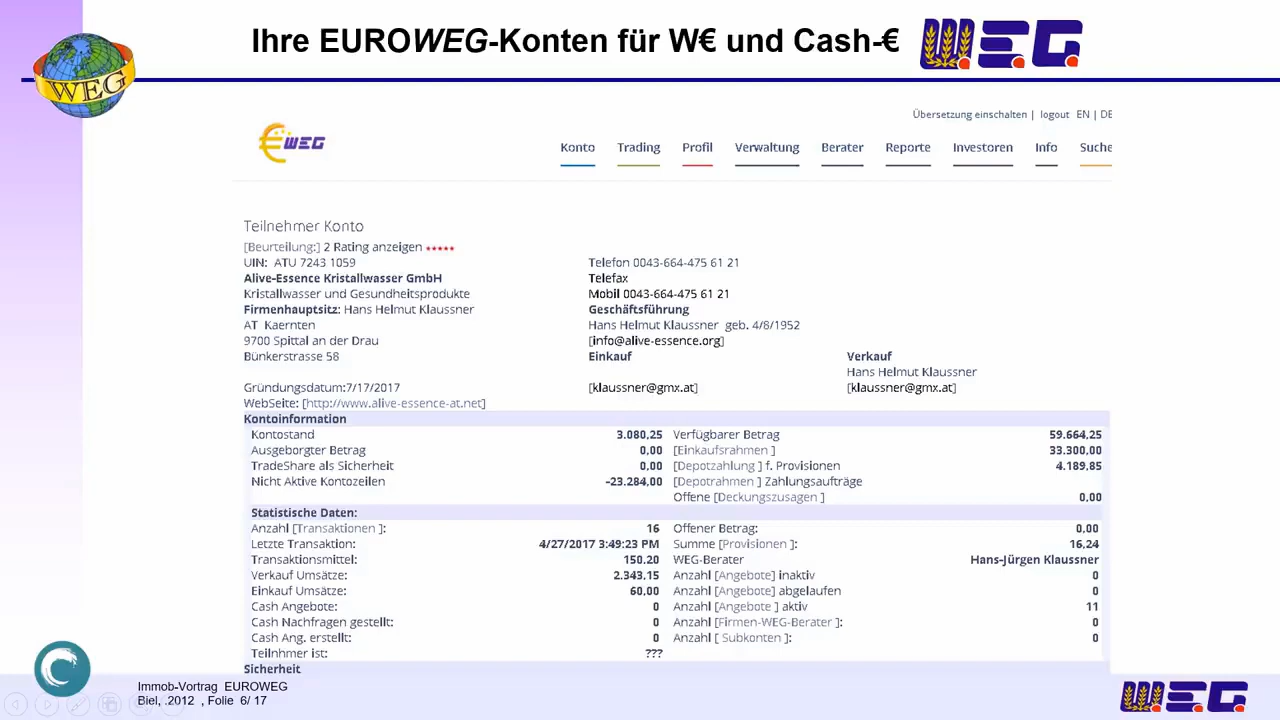 Ihre EUROWEG-Konten für W€ und Cash-€
WEG
WEG
Übersetzung einschalten | logout EN | DE
€WEG
Konto Trading Profil Verwaltung Berater Reporte Investoren Info Suche
Teilnehmer Konto
[Beurteilung:] 2 Rating anzeigen *****
UIN: ATU 7243 1059 Telefon 0043-664-475 61 21
Alive-Essence Kristallwasser GmbH Telefax
Kristallwasser und Gesundheitsprodukte Mobil 0043-664-475 61 21
Firmenhauptsitz: Hans Helmut Klaussner Geschäftsführung
AT Kaernten Hans Helmut Klaussner geb. 4/8/1952
9700 Spittal an der Drau [info@alive-essence.org]
Bünkerstrasse 58 Einkauf Verkauf
Hans Helmut Klaussner
Gründungsdatum:7/17/2017 [klaussner@gmx.at] [klaussner@gmx.at]
WebSeite: [http://www.alive-essence-at.net]
Kontoinformation
Kontostand 3.080,25 Verfügbarer Betrag 59.664,25
Ausgeborgter Betrag 0,00 [Einkaufsrahmen ] 33.300,00
TradeShare als Sicherheit 0,00 [Depotzahlung ] f. Provisionen 4.189,85
Nicht Aktive Kontozeilen -23.284,00 [Depotrahmen ] Zahlungsaufträge
Offene [Deckungszusagen ] 0,00
Statistische Daten:
Anzahl [Transaktionen ]: 16 Offener Betrag: 0,00
Letzte Transaktion: 4/27/2017 3:49:23 PM Summe [Provisionen ]: 16,24
Transaktionsmittel: 150.20 WEG-Berater Hans-Jürgen Klaussner
Verkauf Umsätze: 2.343,15 Anzahl [Angebote] inaktiv 0
Einkauf Umsätze: 60,00 Anzahl [Angebote] abgelaufen 0
Cash Angebote: 0 Anzahl [Angebote ] aktiv 11
Cash Nachfragen gestellt: 0 Anzahl [Firmen-WEG-Berater ]: 0
Cash Ang. erstellt: 0 Anzahl [ Subkonten ]: 0
Teilnhmer ist: ???
Sicherheit
Immob-Vortrag EUROWEG
Biel, .2012 , Folie 6/ 17
WEG